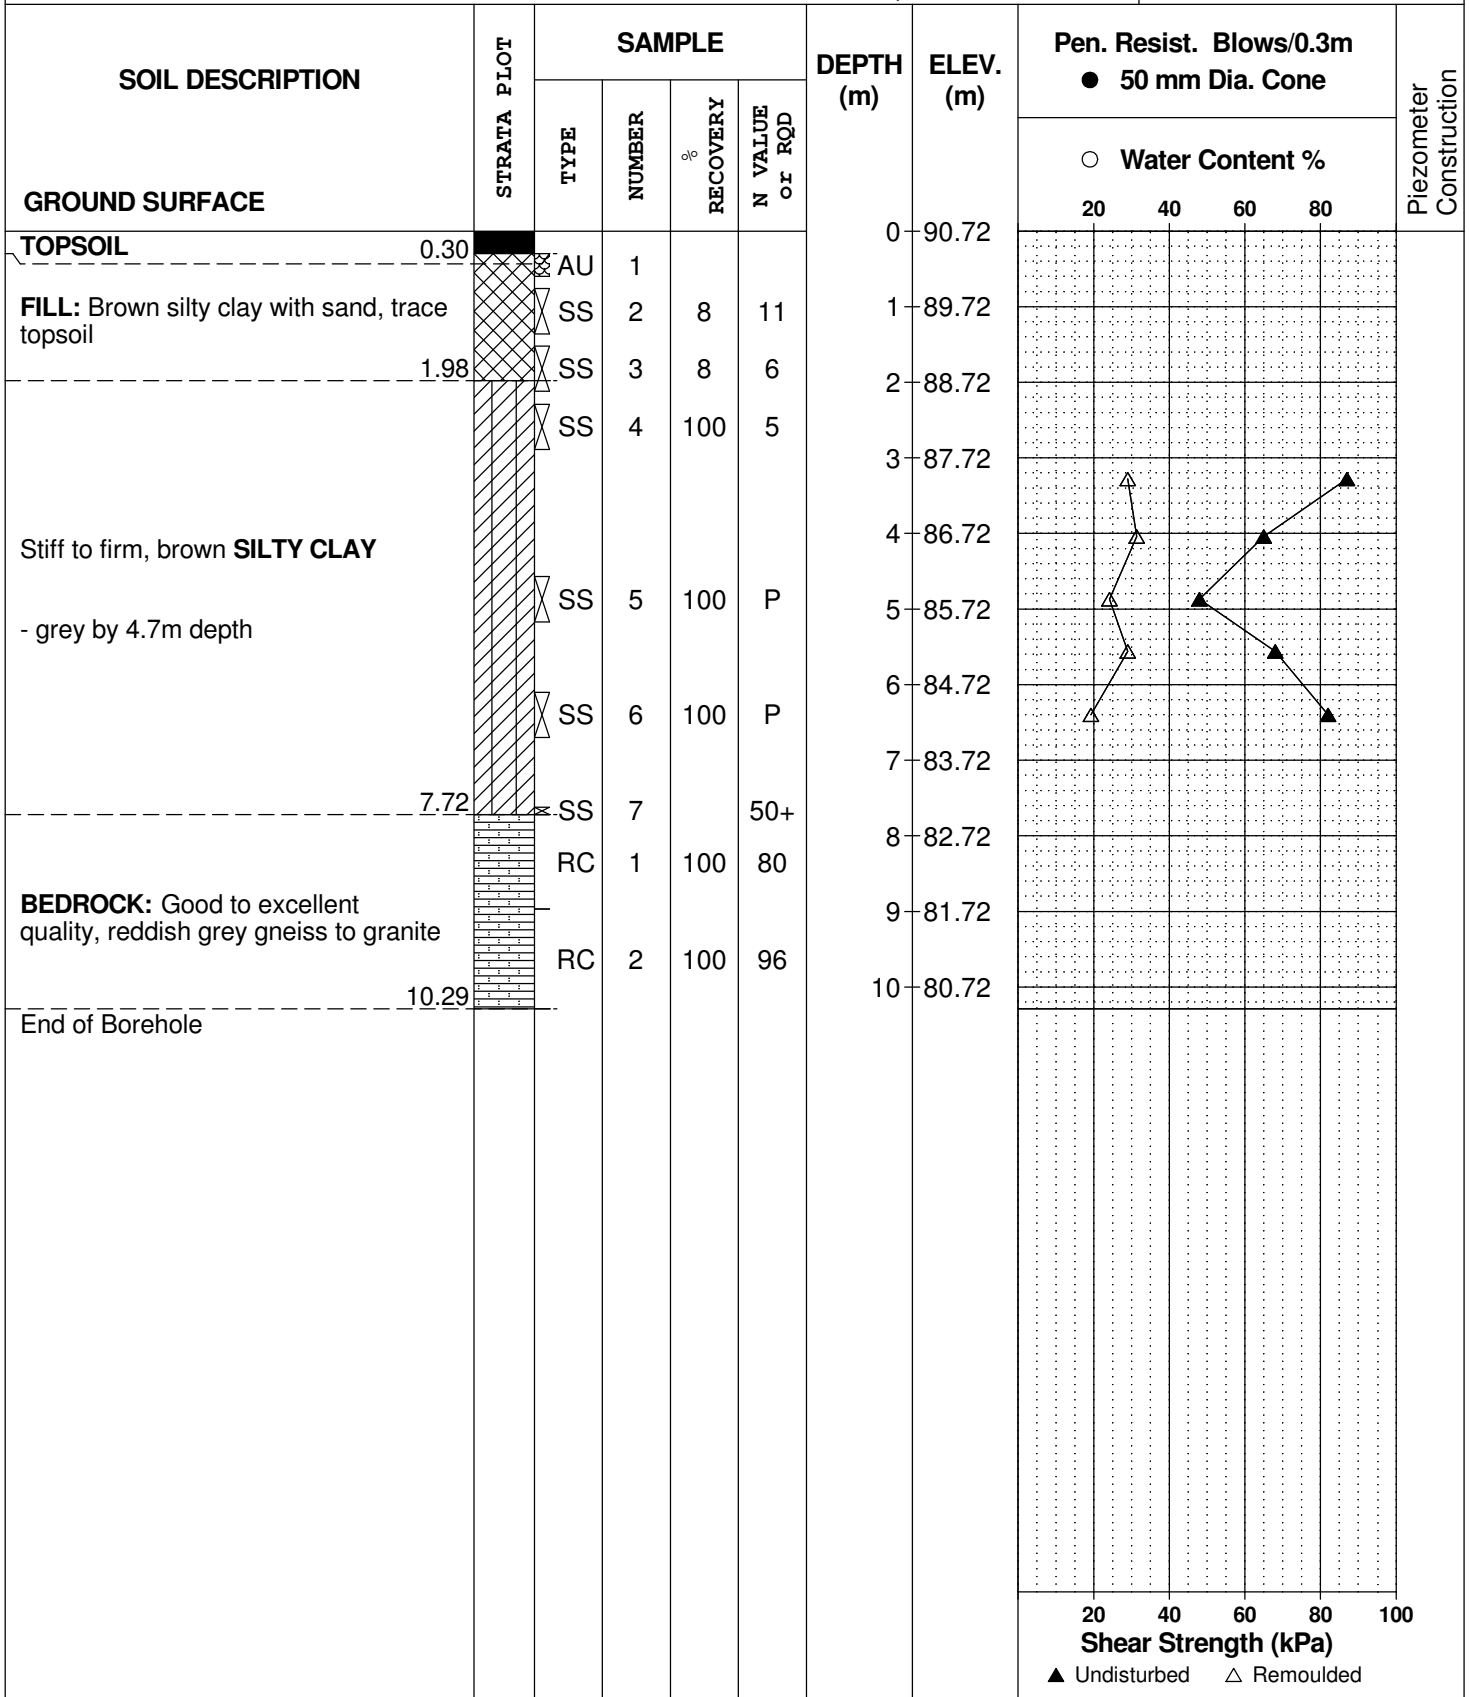 SOIL DESCRIPTION
GROUND SURFACE
STRATA PLOT
SAMPLE
TYPE
NUMBER
% RECOVERY
N VALUE or RQD
DEPTH (m)
ELEV. (m)
Pen. Resist. Blows/0.3m
● 50 mm Dia. Cone
○ Water Content %
20 40 60 80
Piezometer Construction
TOPSOIL 0.30
0 90.72
AU 1
FILL: Brown silty clay with sand, trace
topsoil
SS 2 8 11
1 89.72
1.98
SS 3 8 6
2 88.72
SS 4 100 5
3 87.72
Stiff to firm, brown SILTY CLAY
4 86.72
SS 5 100 P
5 85.72
- grey by 4.7m depth
6 84.72
SS 6 100 P
7 83.72
7.72
SS 7 50+
8 82.72
RC 1 100 80
BEDROCK: Good to excellent
quality, reddish grey gneiss to granite
9 81.72
RC 2 100 96
10.29
10 80.72
End of Borehole
20 40 60 80 100
Shear Strength (kPa)
▲ Undisturbed △ Remoulded